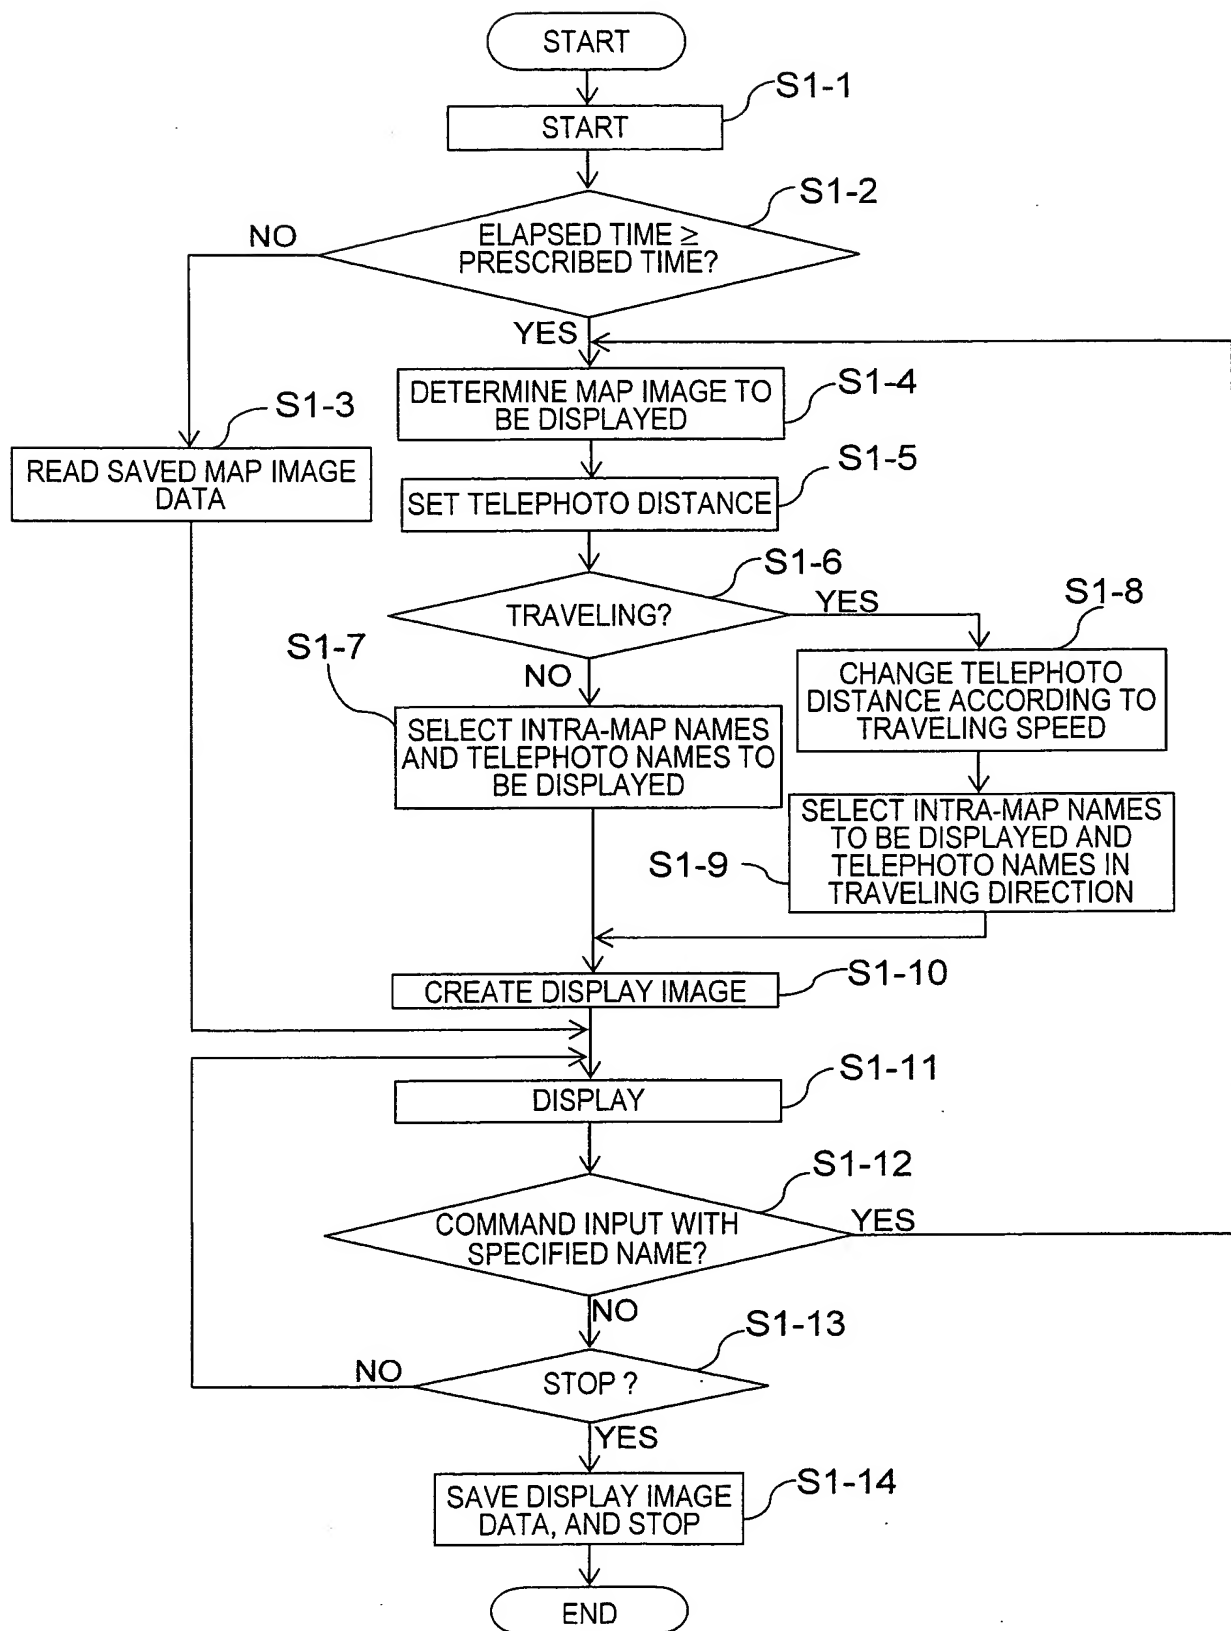 START
S1-1
START
S1-2
ELAPSED TIME ≥
PRESCRIBED TIME?
NO
YES
S1-4
DETERMINE MAP IMAGE TO
BE DISPLAYED
S1-3
READ SAVED MAP IMAGE
DATA
S1-5
SET TELEPHOTO DISTANCE
S1-6
TRAVELING?
YES
S1-8
S1-7
NO
CHANGE TELEPHOTO
DISTANCE ACCORDING TO
TRAVELING SPEED
SELECT INTRA-MAP NAMES
AND TELEPHOTO NAMES TO
BE DISPLAYED
S1-9
SELECT INTRA-MAP NAMES
TO BE DISPLAYED AND
TELEPHOTO NAMES IN
TRAVELING DIRECTION
S1-10
CREATE DISPLAY IMAGE
S1-11
DISPLAY
S1-12
COMMAND INPUT WITH
SPECIFIED NAME?
YES
NO
S1-13
NO
STOP ?
YES
S1-14
SAVE DISPLAY IMAGE
DATA, AND STOP
END